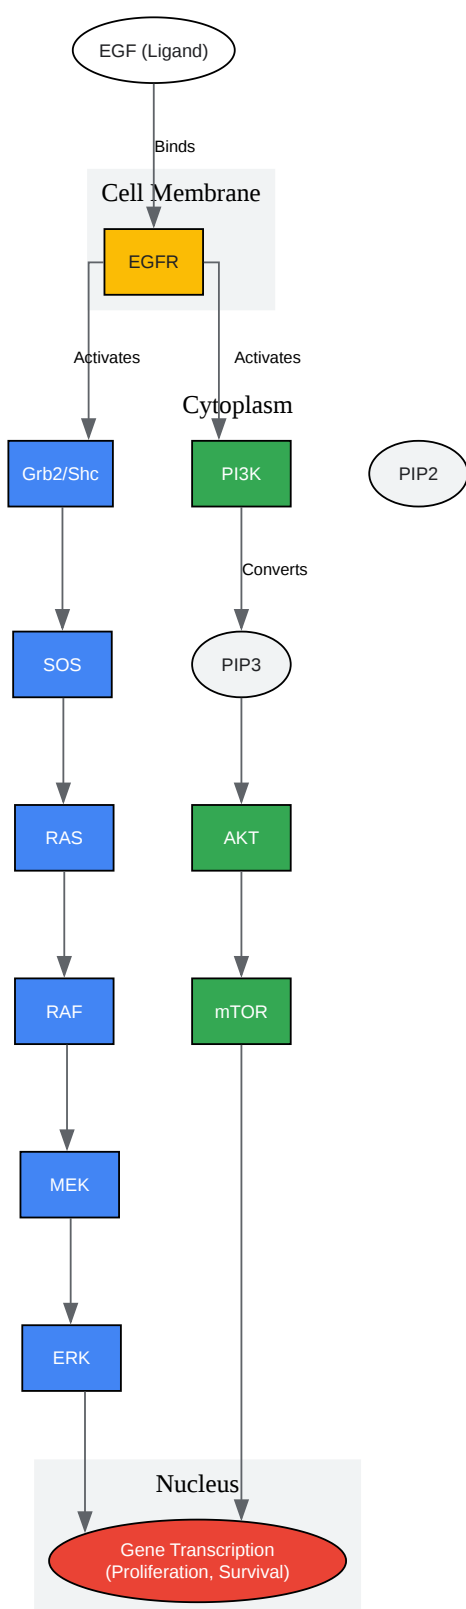 EGF (Ligand)
Binds
Cell Membrane
EGFR
Activates
Activates
Cytoplasm
Grb2/Shc
PI3K
PIP2
Converts
SOS
PIP3
RAS
AKT
RAF
mTOR
MEK
ERK
Nucleus
Gene Transcription
(Proliferation, Survival)